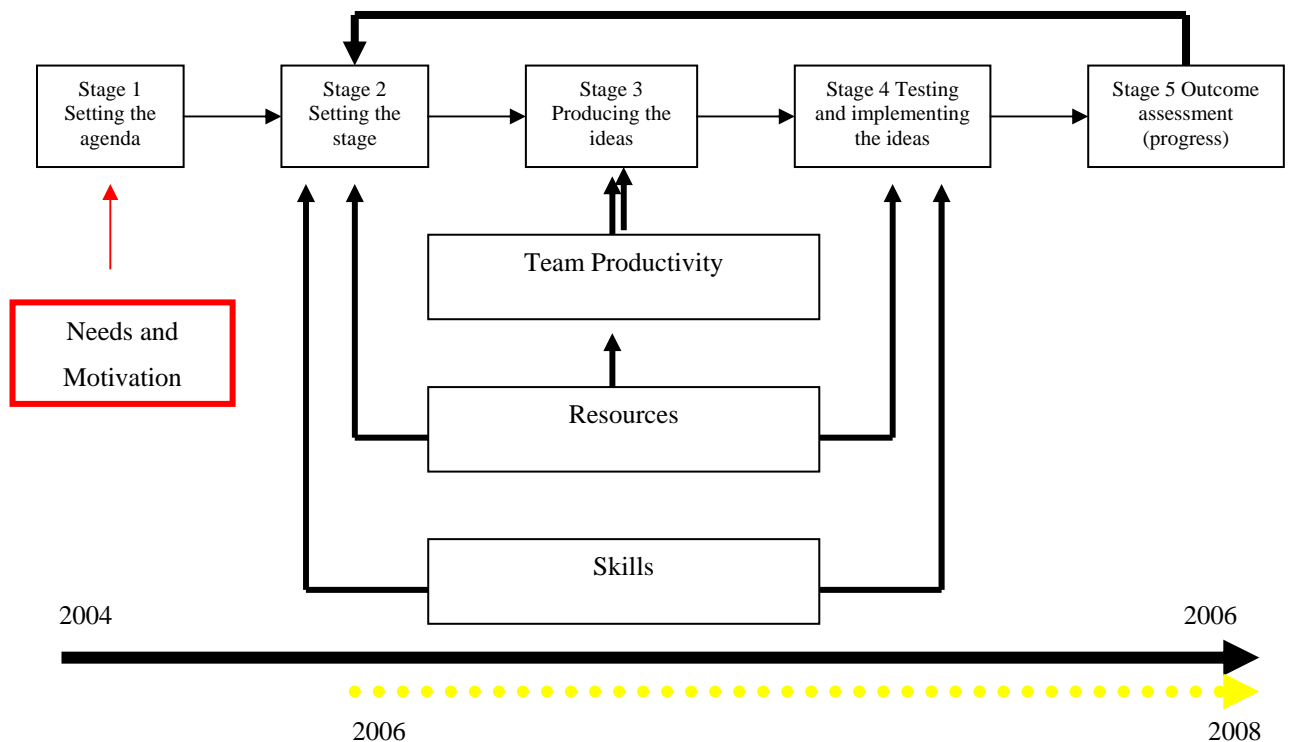 Stage 1
Setting the
agenda
Stage 2
Setting the
stage
Stage 3
Producing the
ideas
Stage 4 Testing
and implementing
the ideas
Stage 5 Outcome
assessment
(progress)
Team Productivity
Needs and
Motivation
Resources
Skills
2004
2006
2006
2008